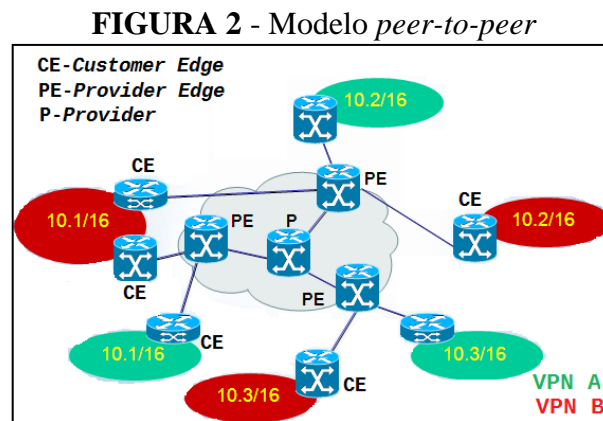 FIGURA 2 - Modelo peer-to-peer
CE-Customer Edge
PE-Provider Edge
P-Provider
10.2/16
CE
PE
CE
10.2/16
10.1/16
PE
P
CE
PE
10.1/16
CE
10.3/16
10.3/16
CE
VPN A
VPN B